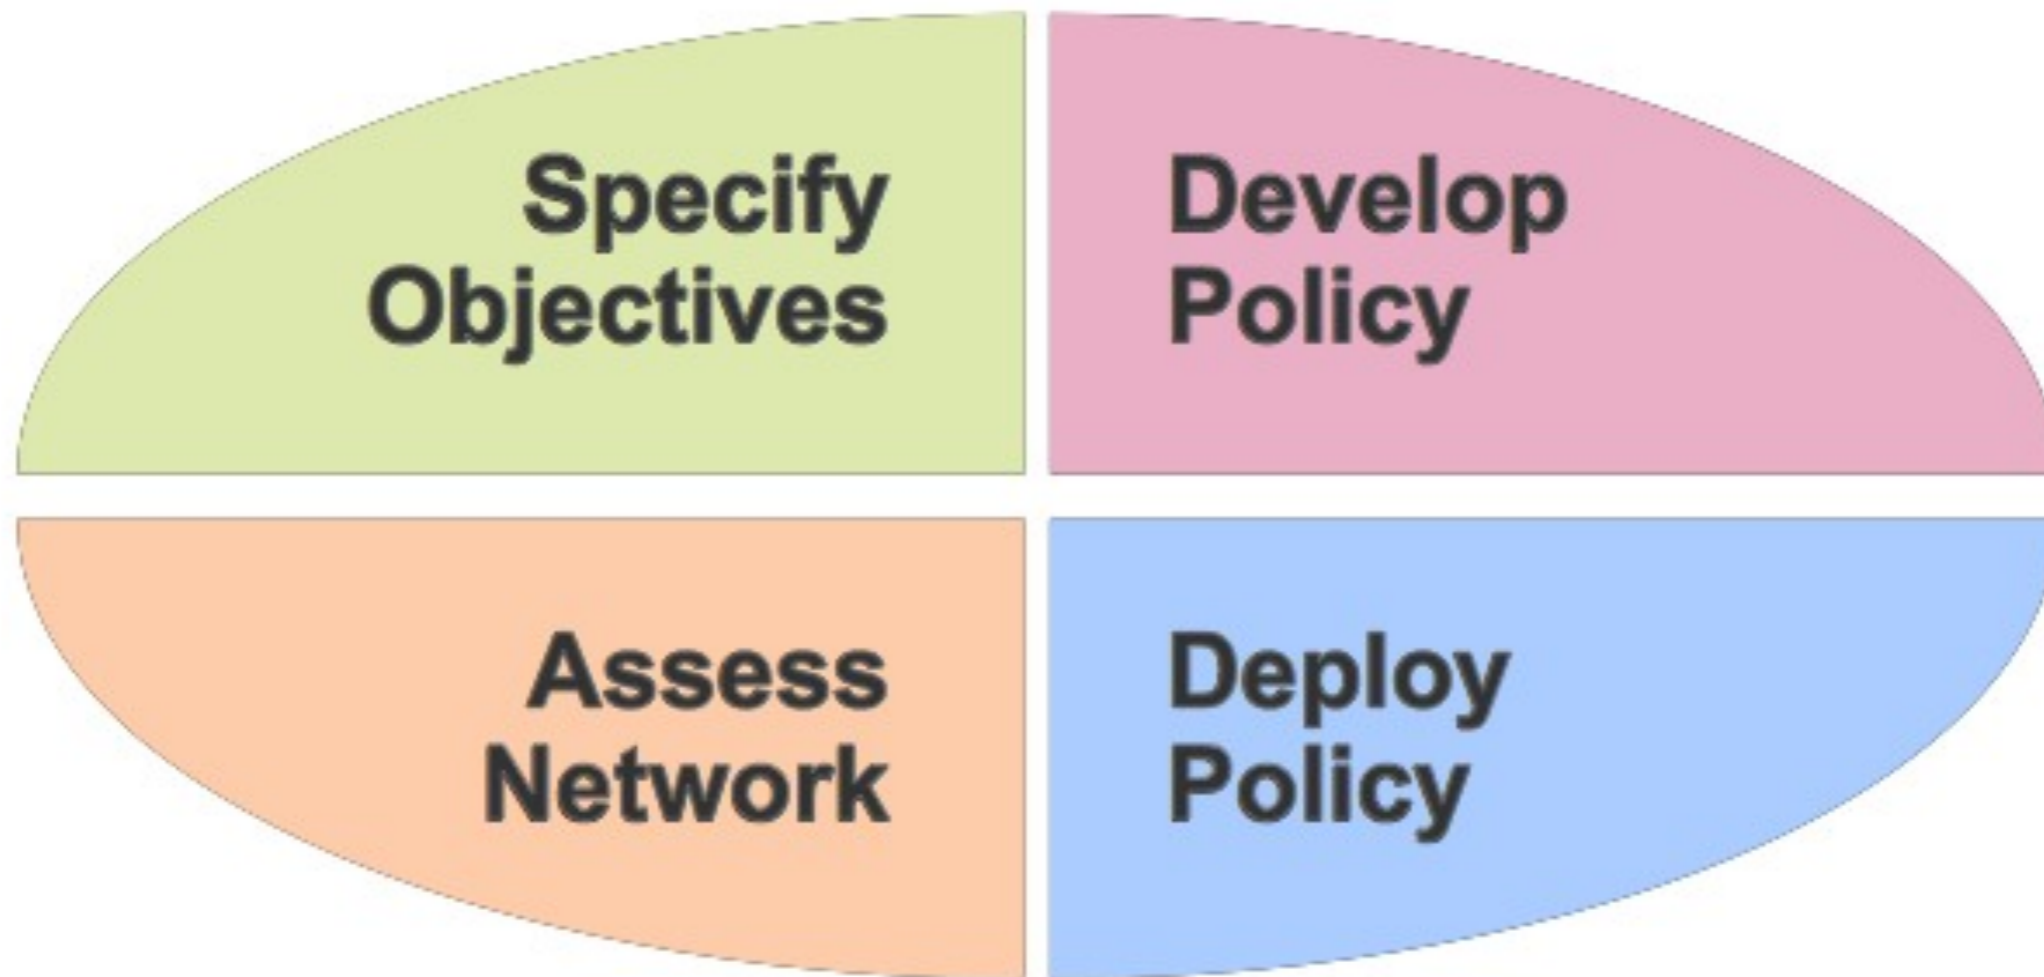 Specify
Objectives
Develop
Policy
Assess
Network
Deploy
Policy